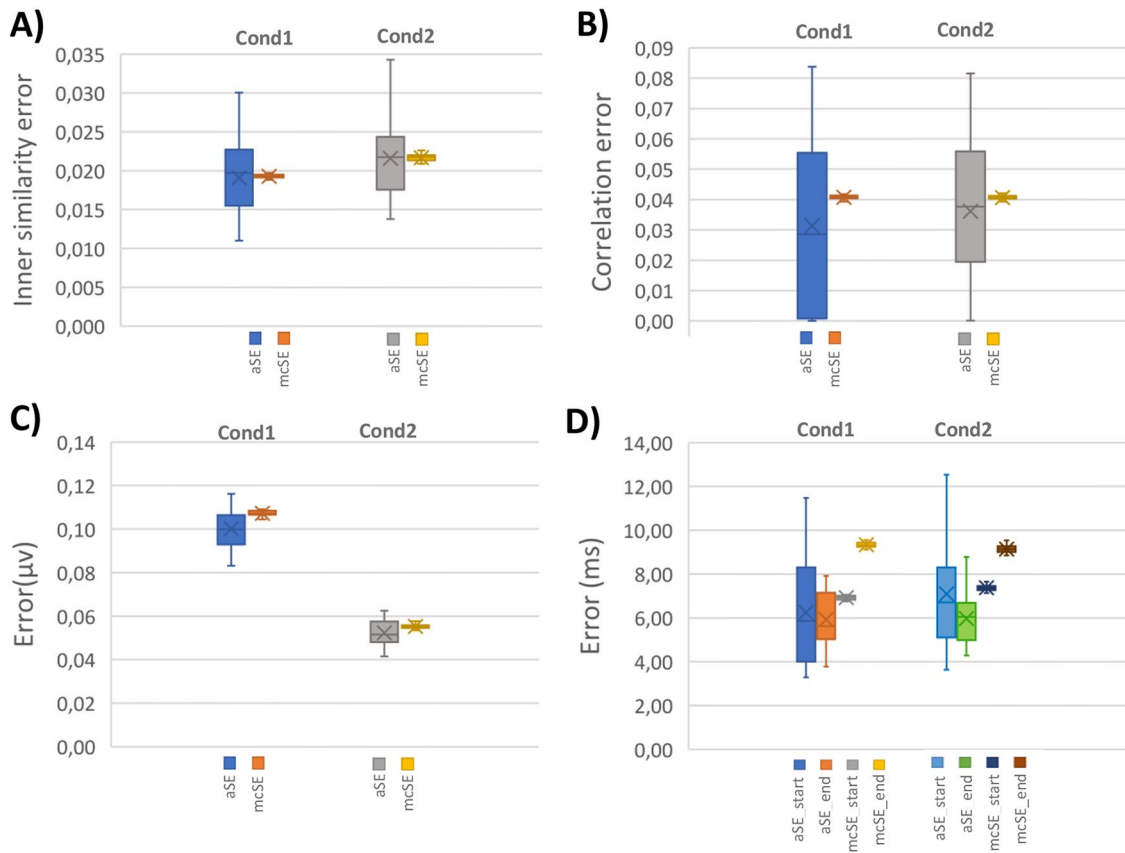 A)
Cond1 Cond2
Inner similarity error
0,035
0,030
0,025
0,020
0,015
0,010
0,005
0,000
aSE
mcSE
aSE
mcSE
B)
Cond1 Cond2
Correlation error
0,09
0,08
0,07
0,06
0,05
0,04
0,03
0,02
0,01
0,00
aSE
mcSE
aSE
mcSE
C)
Cond1 Cond2
Error(μv)
0,14
0,12
0,10
0,08
0,06
0,04
0,02
0,00
aSE
mcSE
aSE
mcSE
D)
Cond1 Cond2
Error (ms)
14,00
12,00
10,00
8,00
6,00
4,00
2,00
0,00
aSE_start
aSE_end
mcSE_start
mcSE_end
aSE_start
aSE_end
mcSE_start
mcSE_end